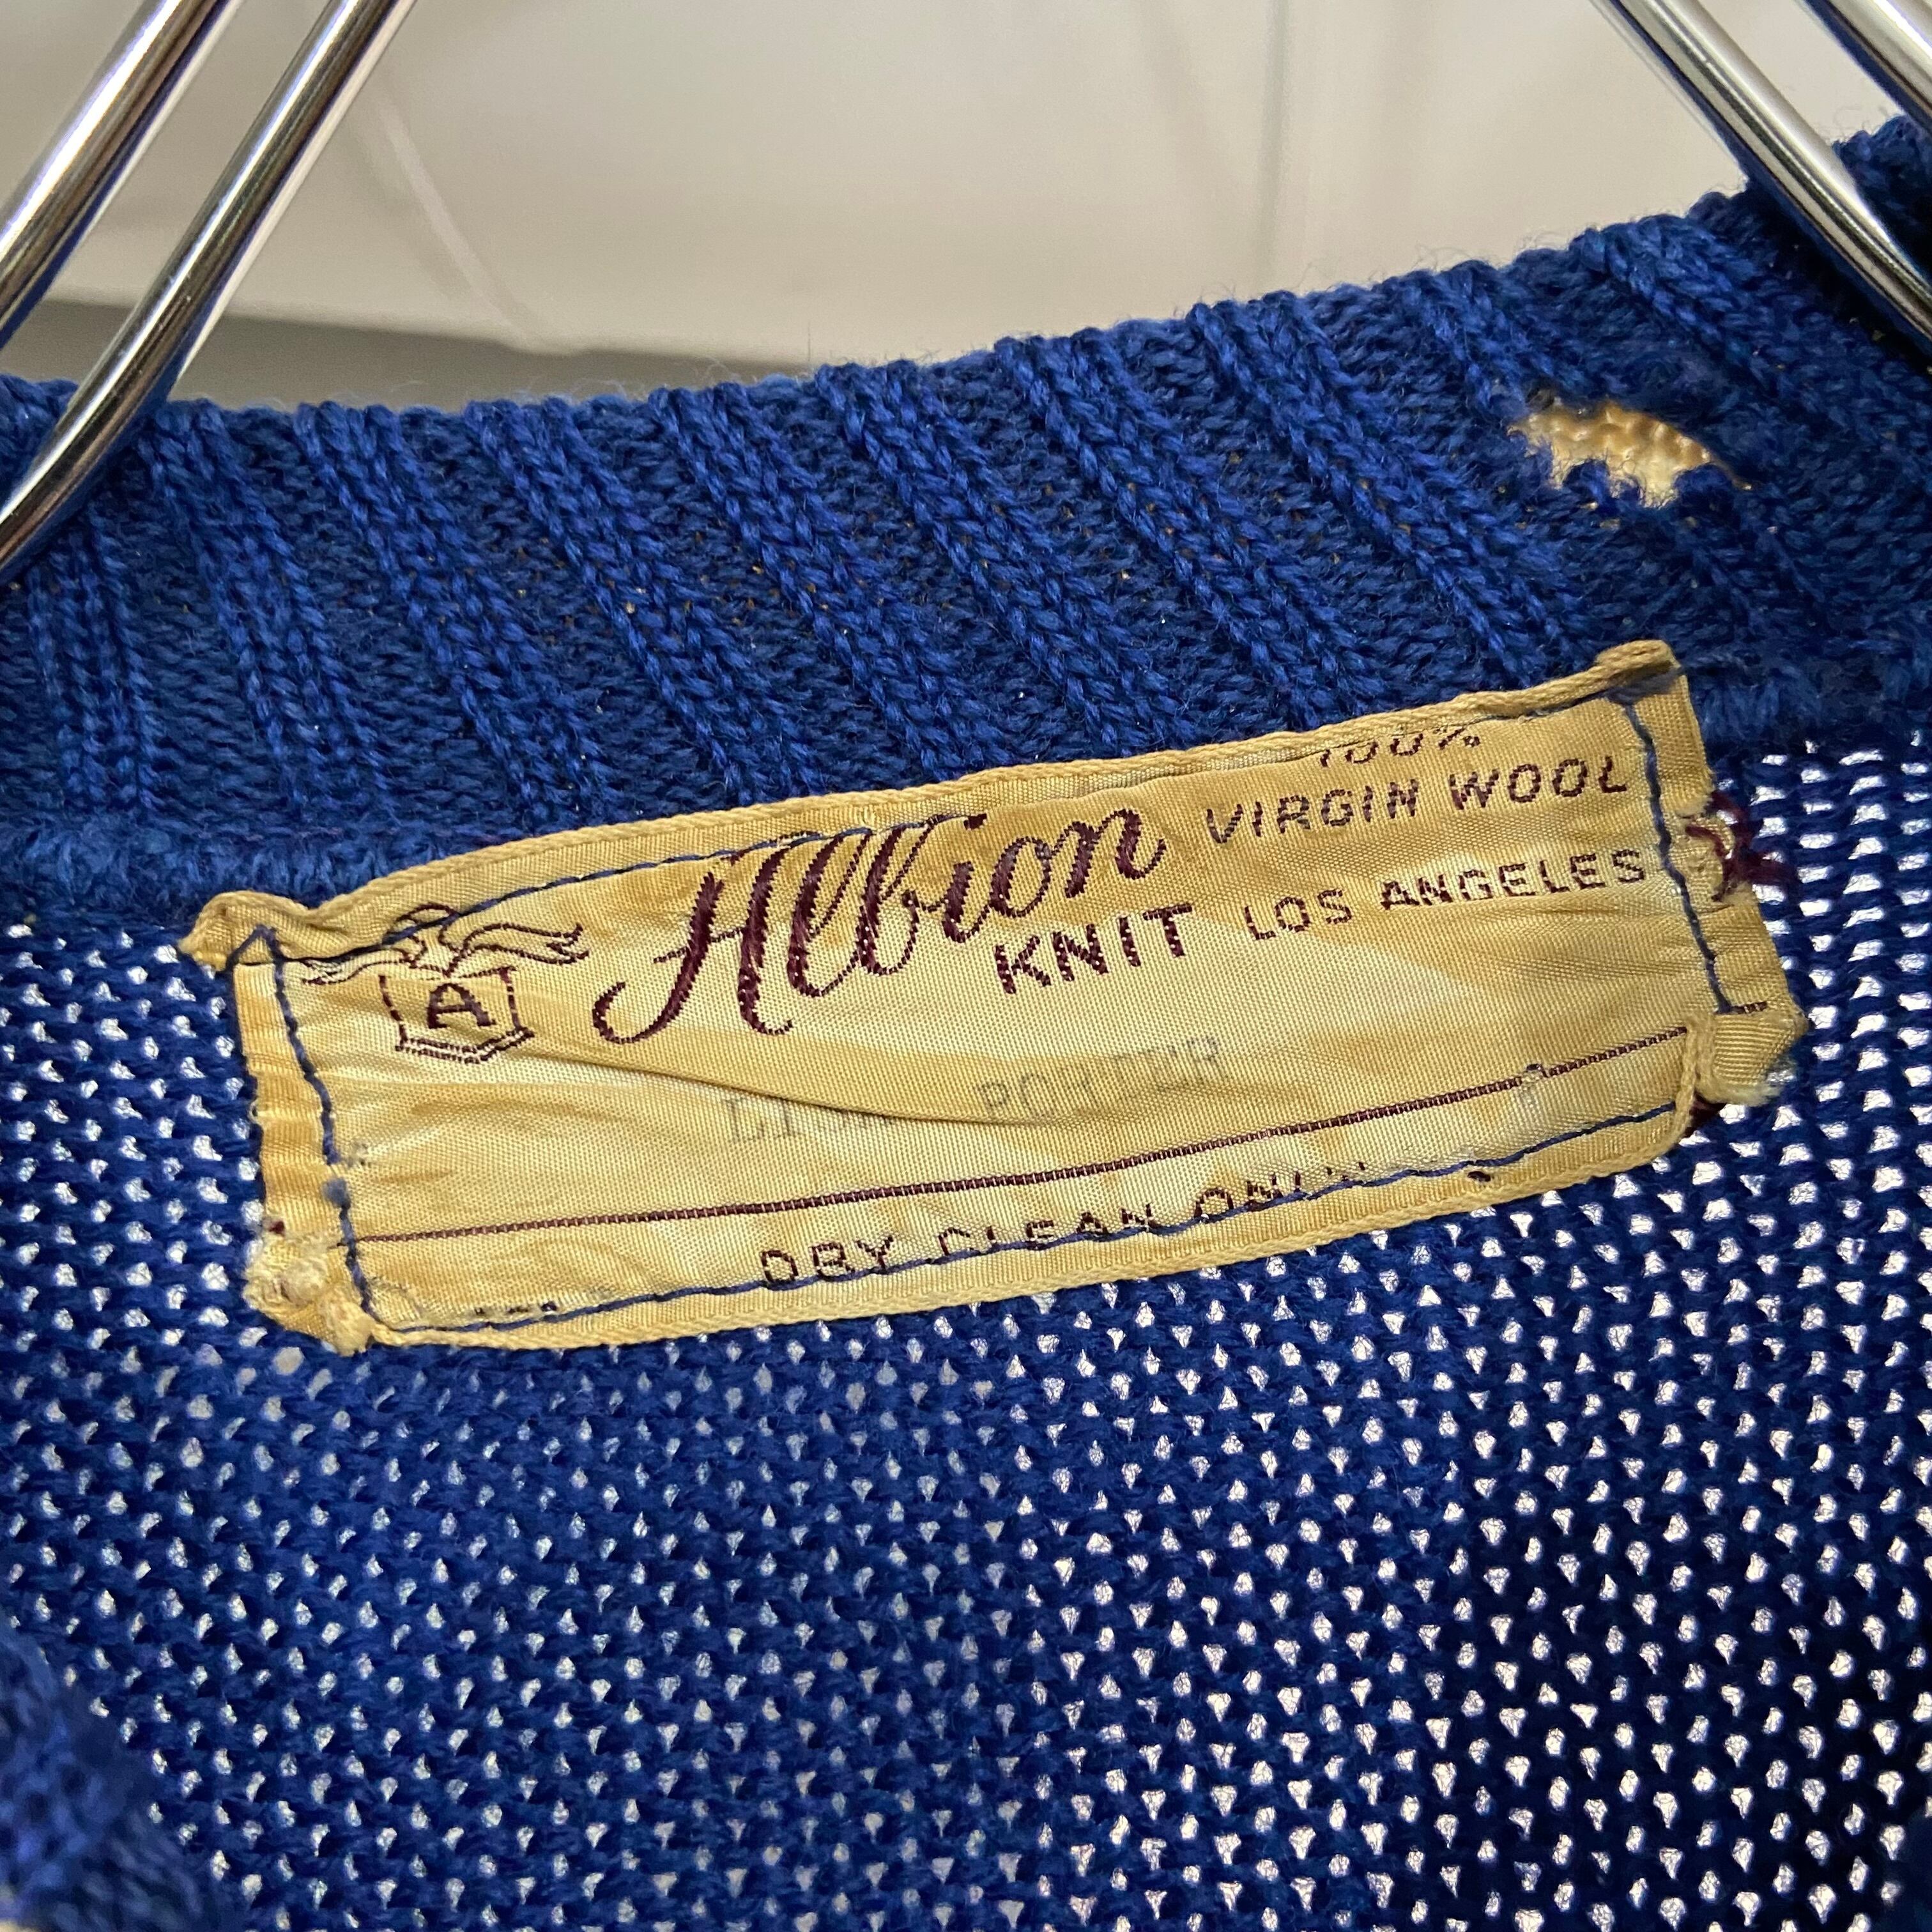 100%
Albion VIRGIN WOOL
KNIT LOS ANGELES
A
DRY CLEAN ONLY